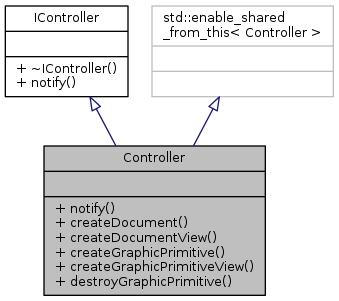 IController
+ ~IController()
+ notify()
std::enable_shared
_from_this< Controller >
Controller
+ notify()
+ createDocument()
+ createDocumentView()
+ createGraphicPrimitive()
+ createGraphicPrimitiveView()
+ destroyGraphicPrimitive()